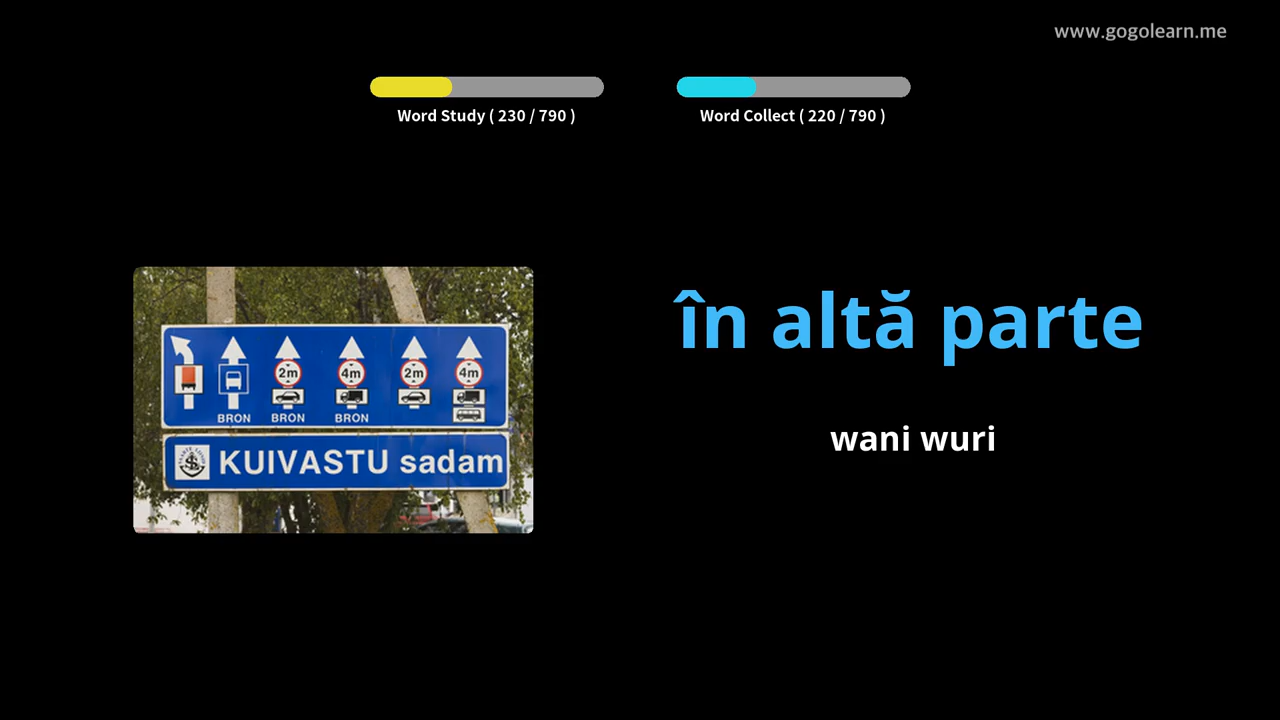 www.gogolearn.me
Word Study ( 230 / 790 )
Word Collect ( 220 / 790 )
în altă parte
wani wuri
2m 4m 2m 4m
BRON BRON BRON
KUIVASTU sadam